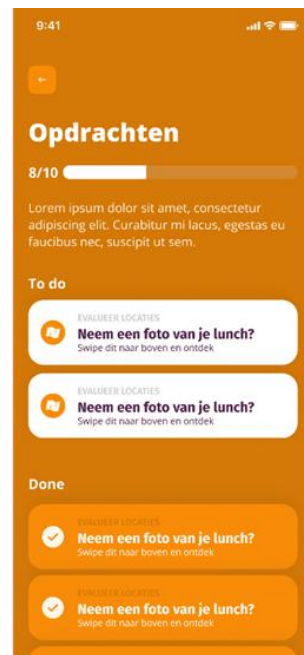 9:41
Opdrachten
8/10
Lorem ipsum dolor sit amet, consectetur
adipiscing elit. Curabitur mi lacus, egestas eu
faucibus nec, suscipit ut sem.
To do
EVALUEER LOCATIES
Neem een foto van je lunch?
Swipe dit naar boven en ontdek
EVALUEER LOCATIES
Neem een foto van je lunch?
Swipe dit naar boven en ontdek
Done
EVALUEER LOCATIES
Neem een foto van je lunch?
Swipe dit naar boven en ontdek
EVALUEER LOCATIES
Neem een foto van je lunch?
Swipe dit naar boven en ontdek